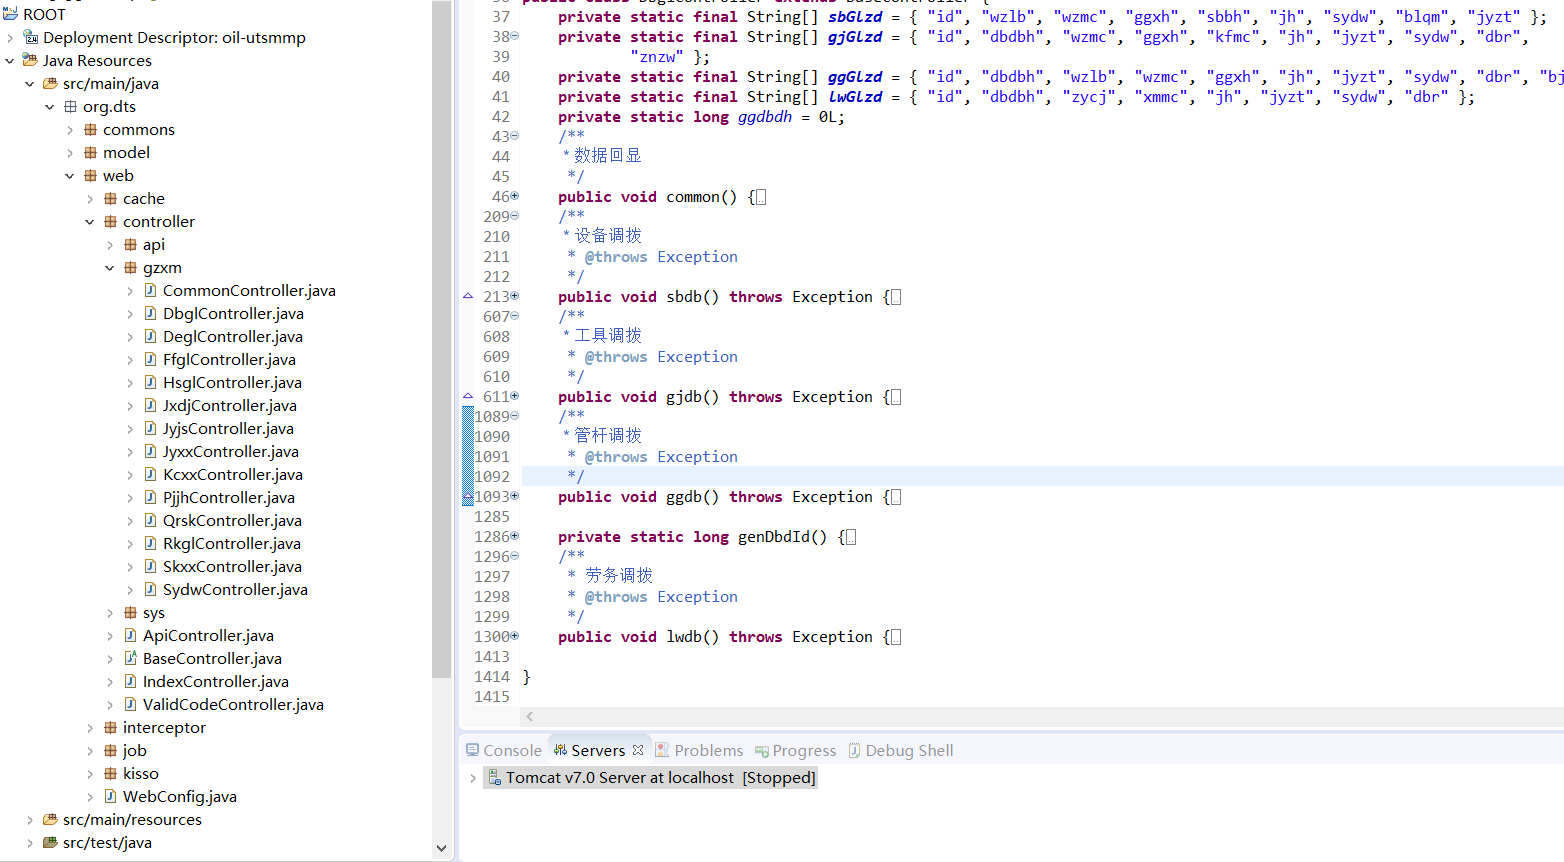 ROOT
Deployment Descriptor: oil-utsmmp
Java Resources
src/main/java
org.dts
commons
model
web
cache
controller
api
gzxm
CommonController.java
DbglController.java
DeglController.java
FfglController.java
HsglController.java
JxdjController.java
JyjsController.java
JyxxController.java
KcxxController.java
PjjhController.java
QrskController.java
RkglController.java
SkxxController.java
SydwController.java
sys
ApiController.java
BaseController.java
IndexController.java
ValidCodeController.java
interceptor
job
kisso
WebConfig.java
src/main/resources
src/test/java
37 private static final String[] sbGlzd = { "id", "wzlb", "wzmc", "ggxh", "sbbh", "jh", "sydw", "blqm", "jyzt" };
38 private static final String[] gjGlzd = { "id", "dbdbh", "wzmc", "ggxh", "kfmc", "jh", "jyzt", "sydw", "dbr",
39 "znzw" };
40 private static final String[] ggGlzd = { "id", "dbdbh", "wzlb", "wzmc", "ggxh", "jh", "jyzt", "sydw", "dbr", "bj
41 private static final String[] lwGlzd = { "id", "dbdbh", "zycj", "xmmc", "jh", "jyzt", "sydw", "dbr" };
42 private static long ggdbdh = 0L;
43 /**
44 * 数据回显
45 */
46 public void common() {
209 /**
210 * 设备调拨
211 * @throws Exception
212 */
213 public void sbdb() throws Exception {
607 /**
608 * 工具调拨
609 * @throws Exception
610 */
611 public void gjdb() throws Exception {
1089 /**
1090 * 管杆调拨
1091 * @throws Exception
1092 */
1093 public void ggdb() throws Exception {
1285
1286 private static long genDbdId() {
1296 /**
1297 * 劳务调拨
1298 * @throws Exception
1299 */
1300 public void lwdb() throws Exception {
1413
1414 }
1415
Console Servers Problems Progress Debug Shell
Tomcat v7.0 Server at localhost [Stopped]